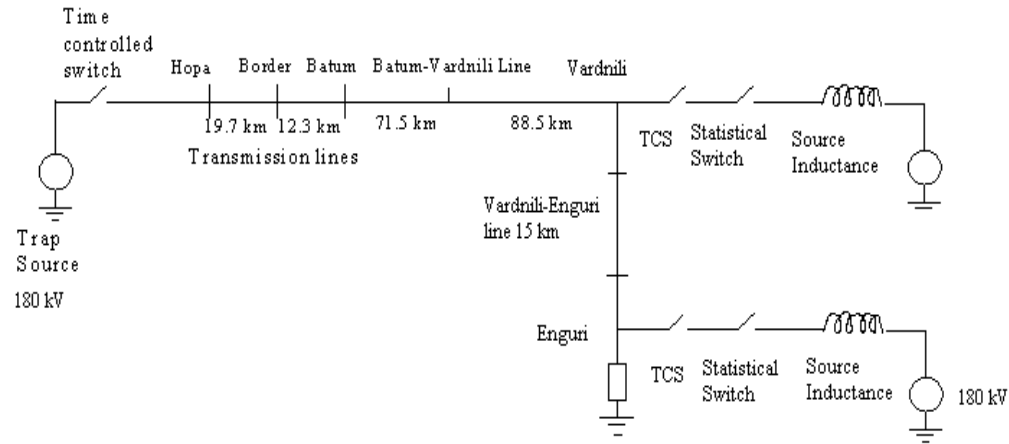 Time
controlled
switch
Hopa
Border
Batum
Batum-Vardnili Line
Vardnili
19.7 km
12.3 km
71.5 km
88.5 km
Transmission lines
TCS
Statistical
Switch
Source
Inductance
Vardnili-Enguri
line 15 km
Trap
Source
180 kV
Enguri
TCS
Statistical
Switch
Source
Inductance
180 kV